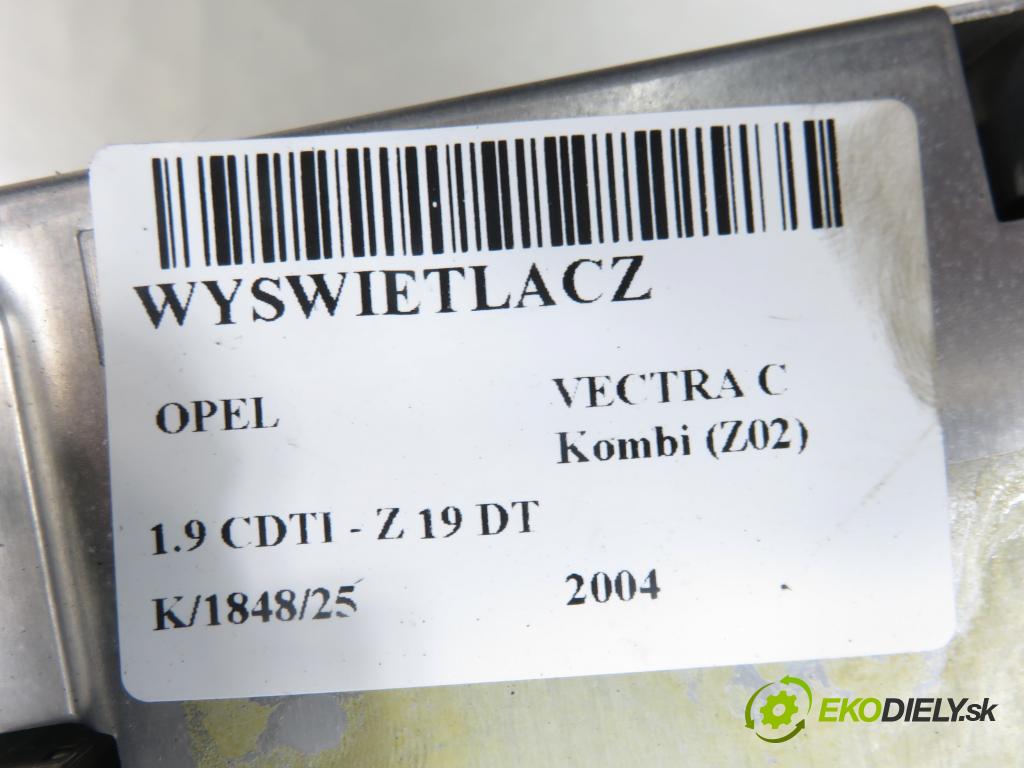 WYSWIETLACZ
OPEL
VECTRA C
Kombi (Z02)
1.9 CDTI - Z 19 DT
K/1848/25
2004
EKODIELY.sk